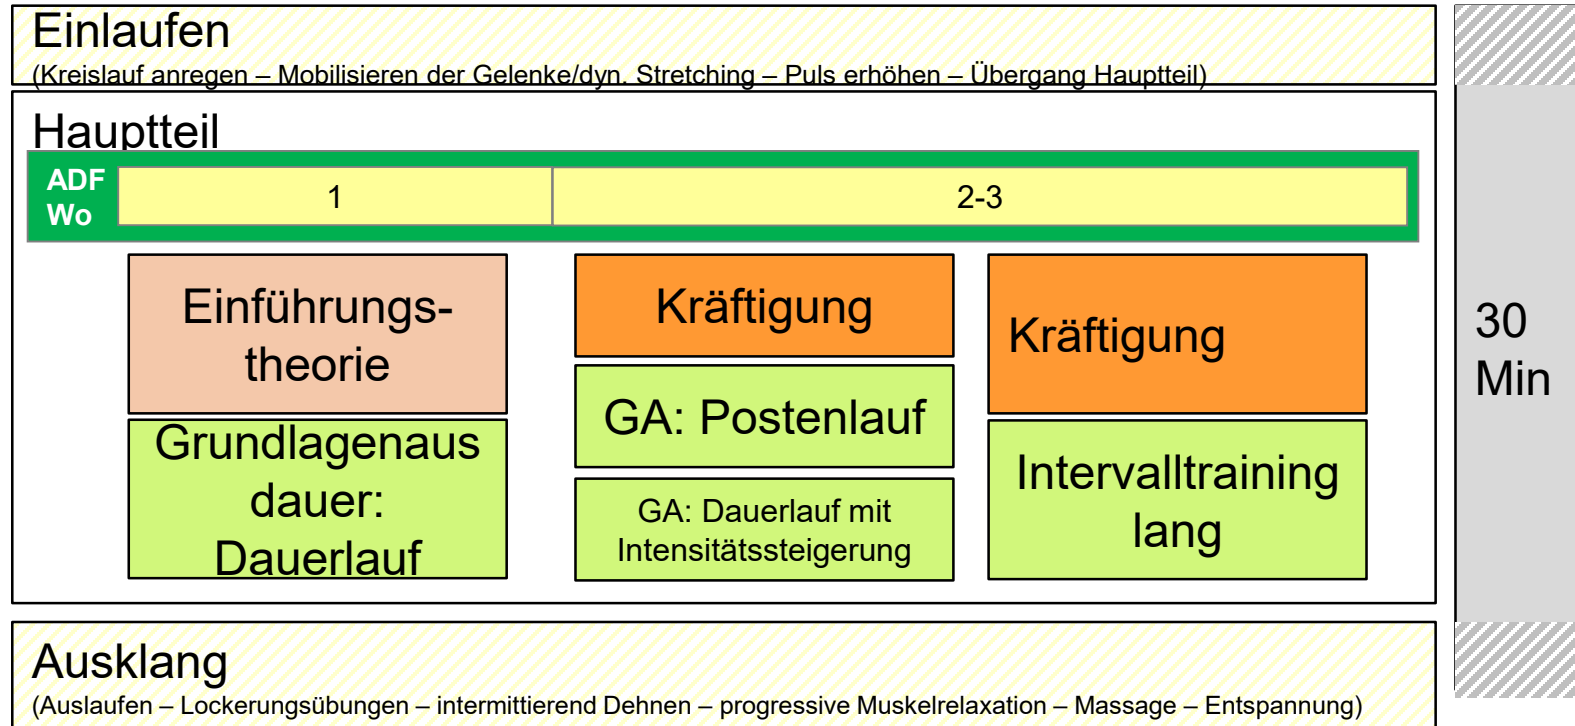 Einlaufen
(Kreislauf anregen – Mobilisieren der Gelenke/dyn. Stretching – Puls erhöhen – Übergang Hauptteil)
Hauptteil
ADF
Wo
1
2-3
Einführungs-
theorie
Grundlagenaus
dauer:
Dauerlauf
Kräftigung
GA: Postenlauf
GA: Dauerlauf mit
Intensitätssteigerung
Kräftigung
Intervalltraining
lang
30
Min
Ausklang
(Auslaufen – Lockerungsübungen – intermittierend Dehnen – progressive Muskelrelaxation – Massage – Entspannung)